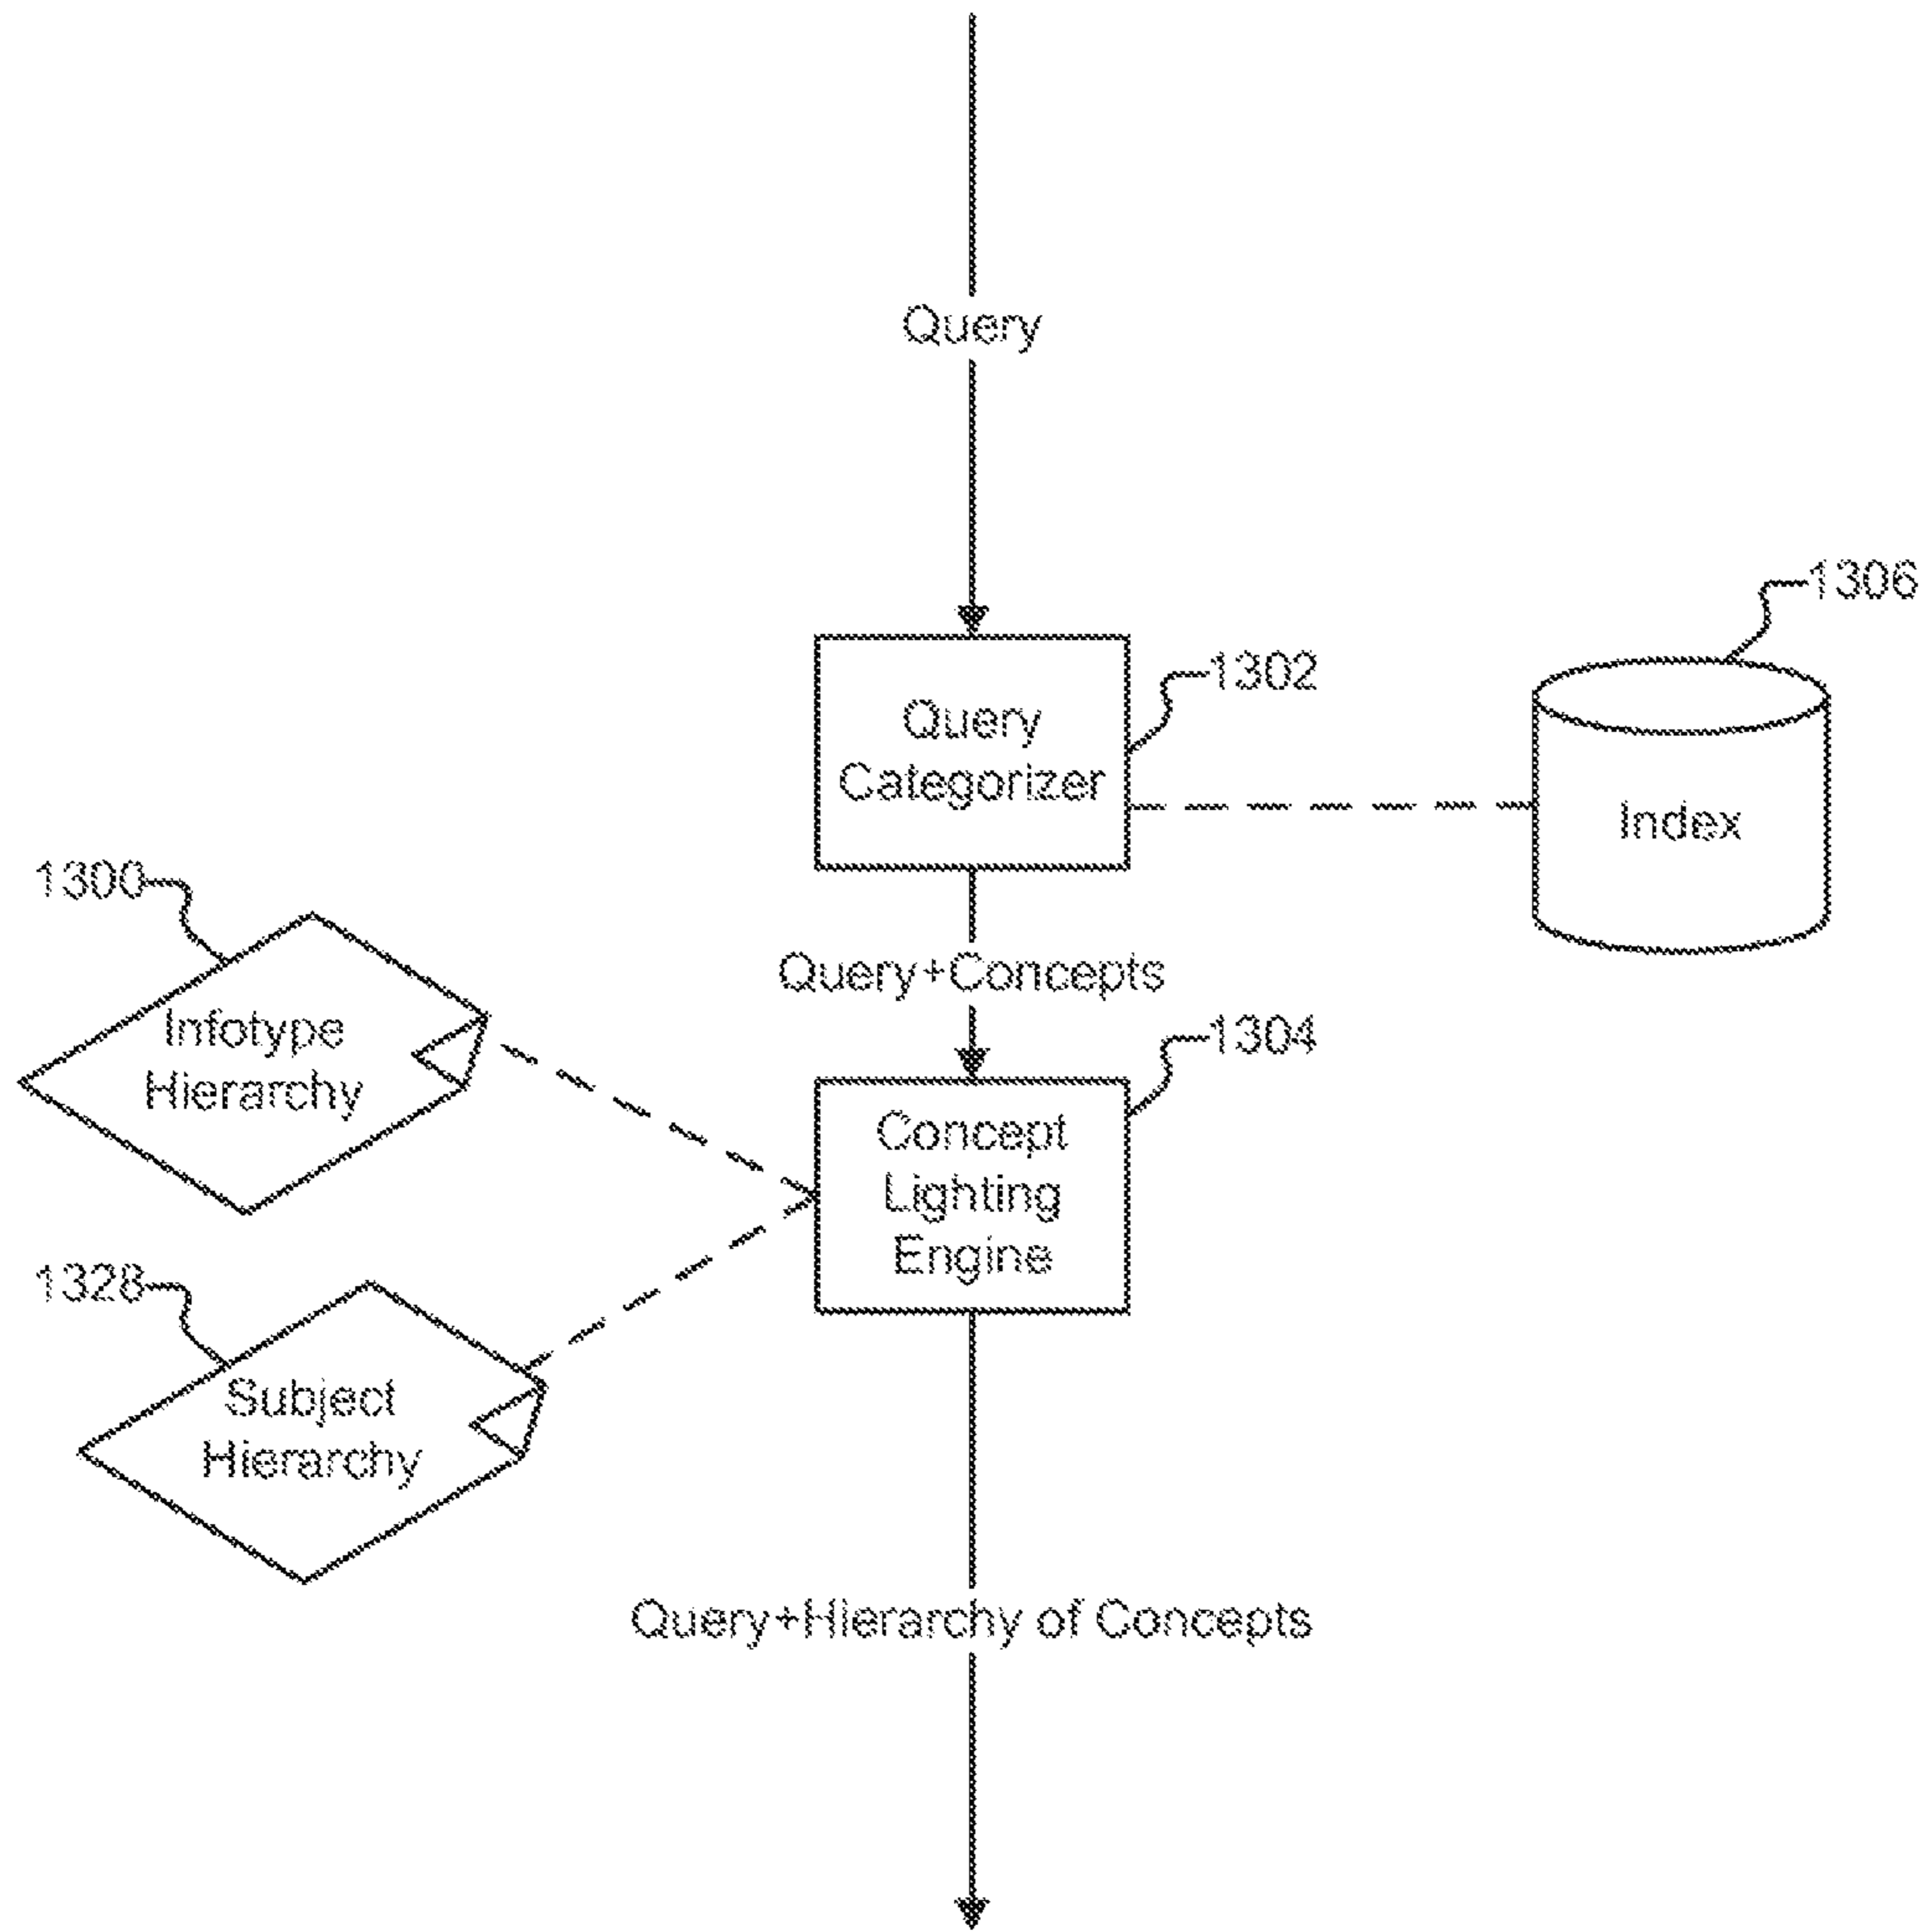 Query
1306
1302
Query
Categorizer
Index
1300
Query+Concepts
Infotype
Hierarchy
1304
Concept
Lighting
Engine
1328
Subject
Hierarchy
Query+Hierarchy of Concepts